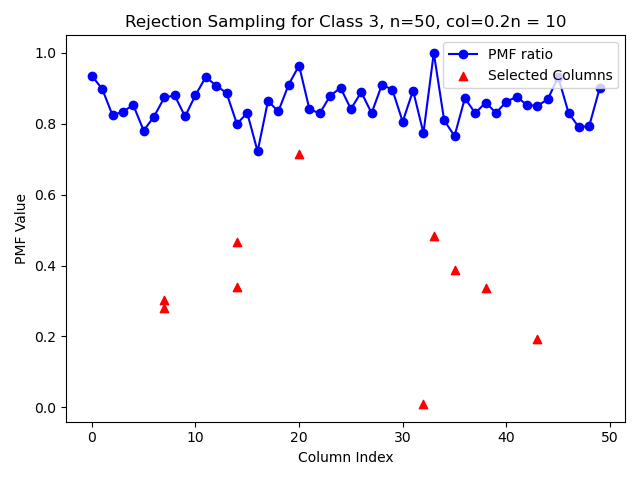 Rejection Sampling for Class 3, n=50, col=0.2n = 10
PMF ratio
Selected Columns
1.0
0.8
0.6
0.4
0.2
0.0
PMF Value
0 10 20 30 40 50
Column Index